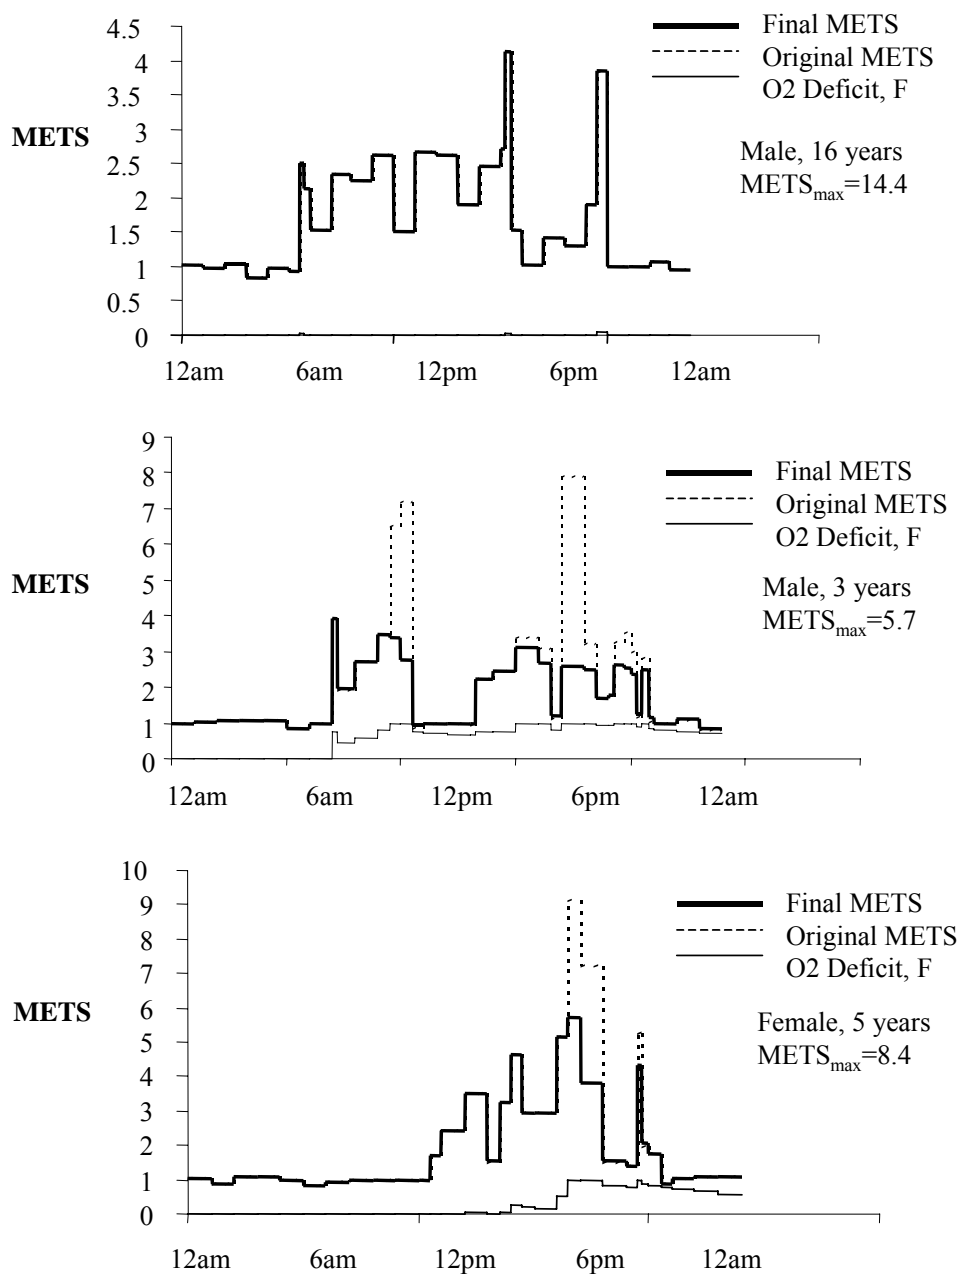 Final METS
Original METS
O2 Deficit, F
4.5
4
3.5
3
2.5
2
1.5
1
0.5
0
METS
Male, 16 years
METSmax=14.4
12am 6am 12pm 6pm 12am
9
8
7
6
5
4
3
2
1
0
Final METS
Original METS
O2 Deficit, F
METS
Male, 3 years
METSmax=5.7
12am 6am 12pm 6pm 12am
10
9
8
7
6
5
4
3
2
1
0
Final METS
Original METS
O2 Deficit, F
METS
Female, 5 years
METSmax=8.4
12am 6am 12pm 6pm 12am